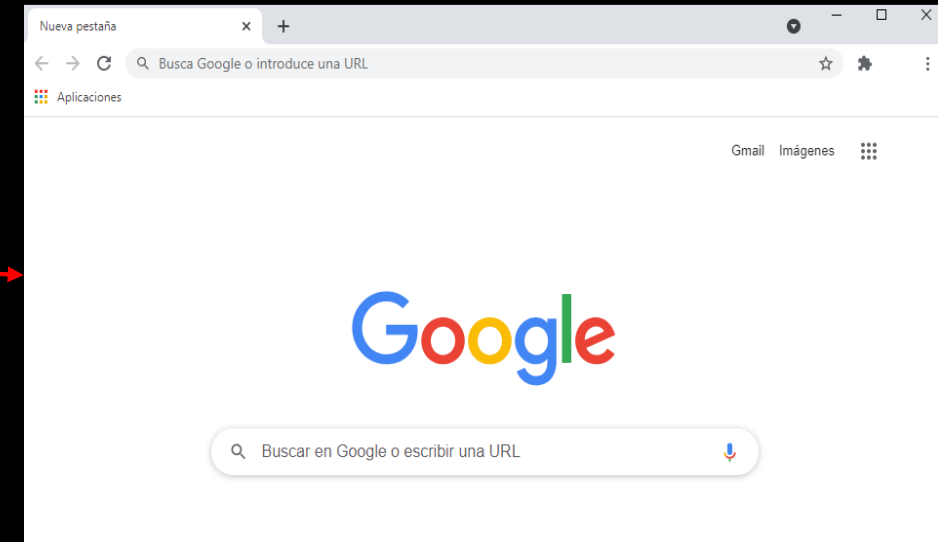 Nueva pestaña
Busca Google o introduce una URL
Aplicaciones
Gmail Imágenes
Google
Buscar en Google o escribir una URL